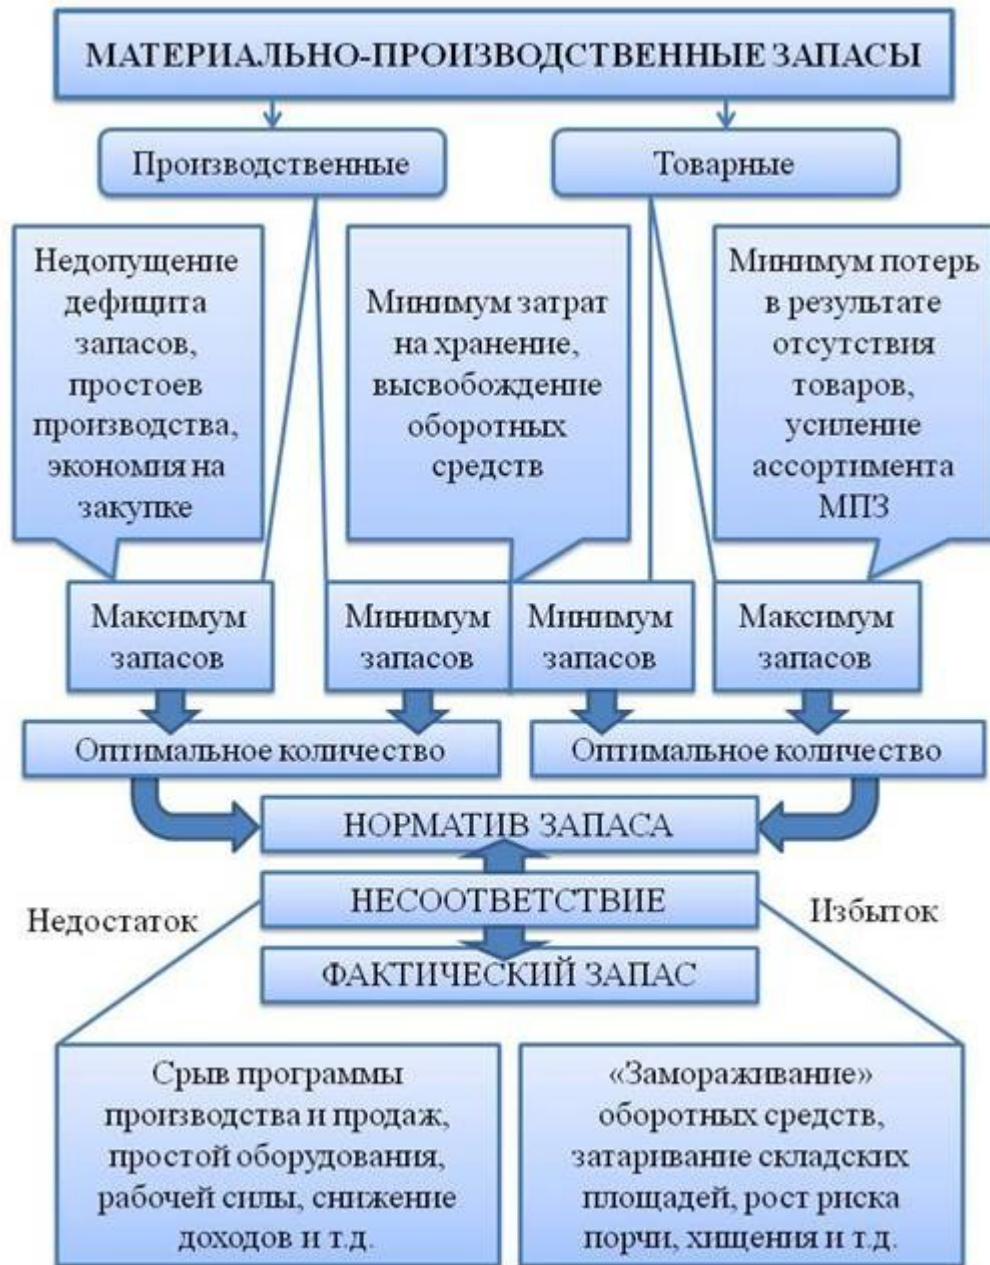 МАТЕРИАЛЬНО-ПРОИЗВОДСТВЕННЫЕ ЗАПАСЫ
Производственные
Товарные
Недопущение
дефицита
запасов,
простоев
производства,
экономия на
закупке
Минимум затрат
на хранение,
высвобождение
оборотных
средств
Минимум потерь
в результате
отсутствия
товаров,
усиление
ассортимента
МПЗ
Максимум
запасов
Минимум
запасов
Минимум
запасов
Максимум
запасов
Оптимальное количество
Оптимальное количество
НОРМАТИВ ЗАПАСА
НЕСООТВЕТСТВИЕ
Недостаток
Избыток
ФАКТИЧЕСКИЙ ЗАПАС
Срыв программы
производства и продаж,
простой оборудования,
рабочей силы, снижение
доходов и т.д.
«Замораживание»
оборотных средств,
затаривание складских
площадей, рост риска
порчи, хищения и т.д.